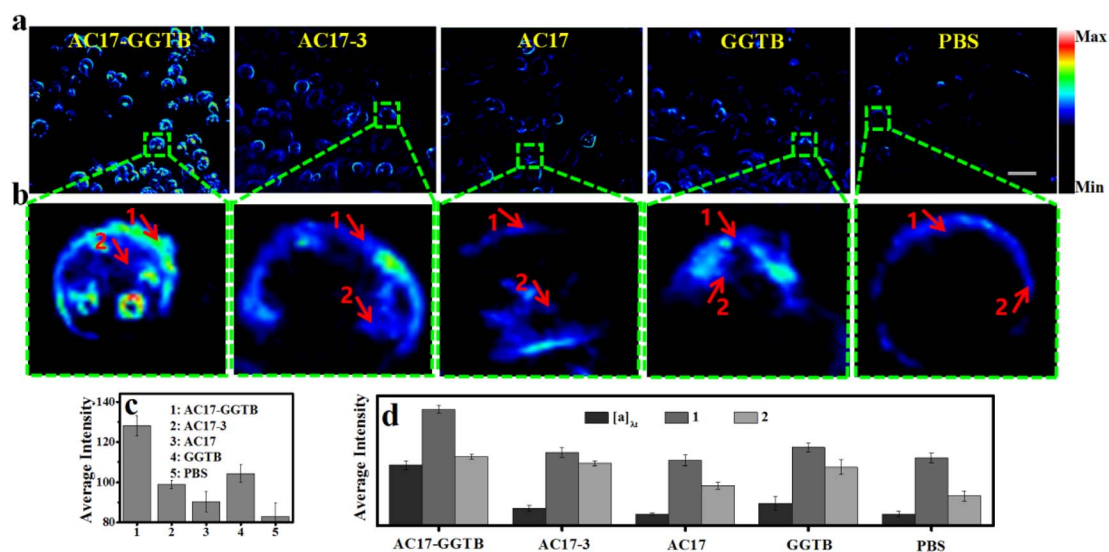 a
AC17-GGTB AC17-3 AC17 GGTB PBS
Max
Min
b
1 2 1 2 1 2 1 2 1 2
c
Average Intensity
140
120
100
80
1: AC17-GGTB
2: AC17-3
3: AC17
4: GGTB
5: PBS
1 2 3 4 5
d
Average Intensity
[a]λt 1 2
AC17-GGTB AC17-3 AC17 GGTB PBS